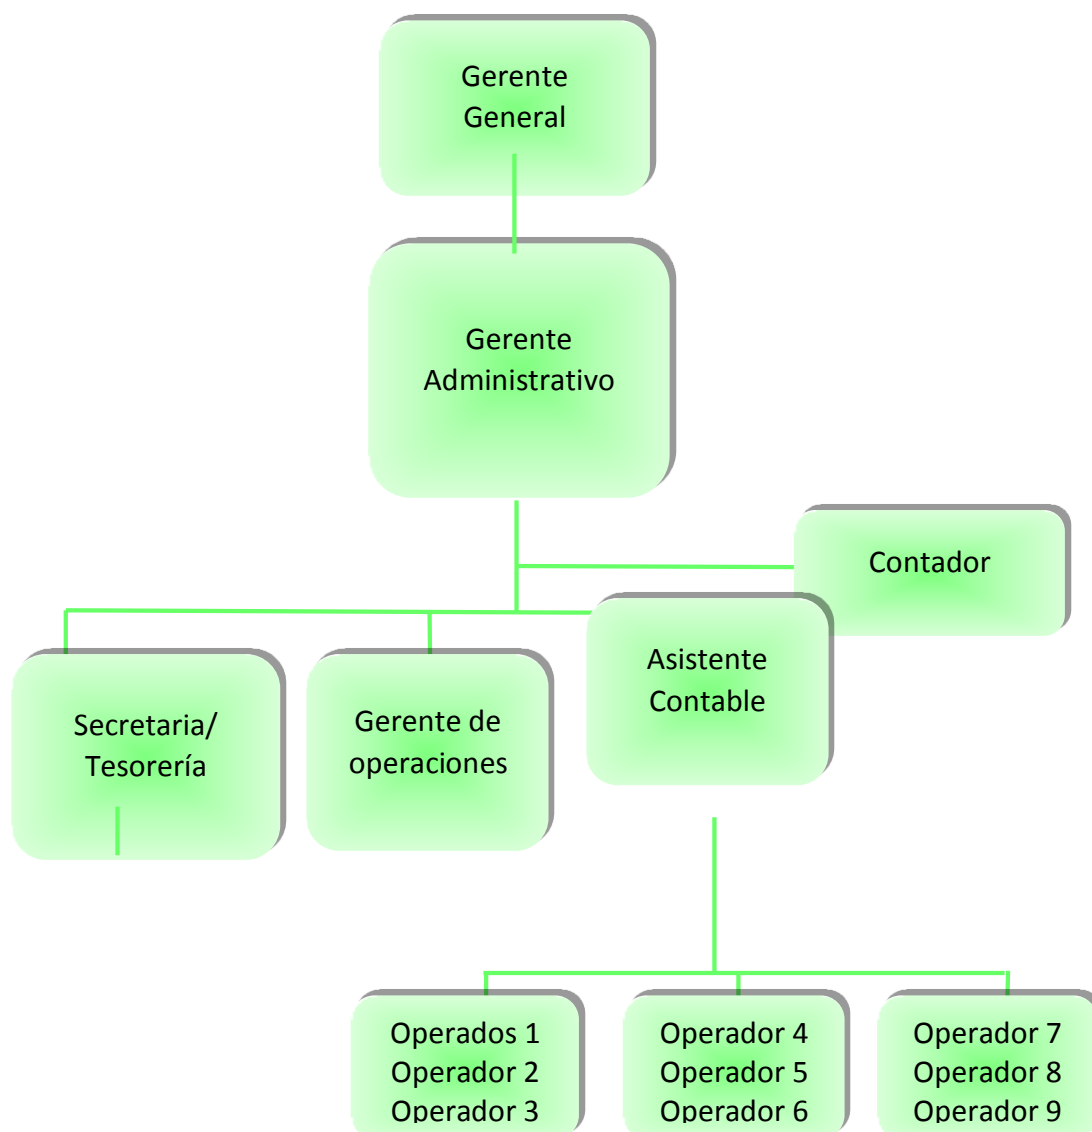 Gerente
General
Gerente
Administrativo
Contador
Asistente
Contable
Secretaria/
Tesorería
Gerente de
operaciones
Operados 1
Operador 2
Operador 3
Operador 4
Operador 5
Operador 6
Operador 7
Operador 8
Operador 9